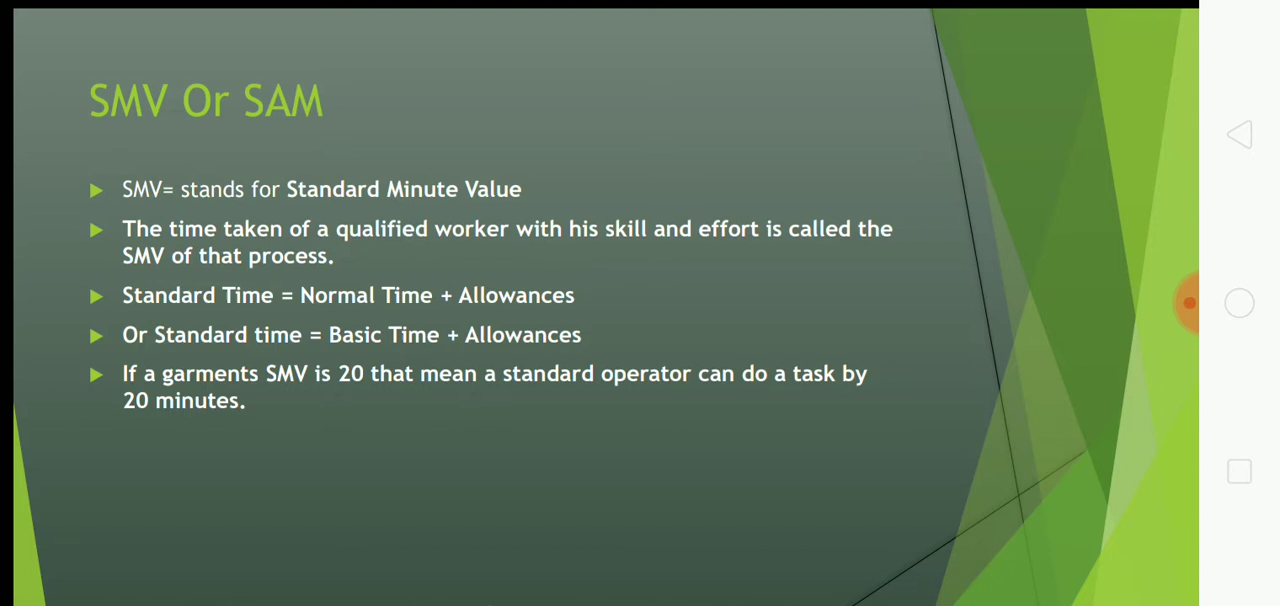 SMV Or SAM
SMV= stands for Standard Minute Value
The time taken of a qualified worker with his skill and effort is called the
SMV of that process.
Standard Time = Normal Time + Allowances
Or Standard time = Basic Time + Allowances
If a garments SMV is 20 that mean a standard operator can do a task by
20 minutes.